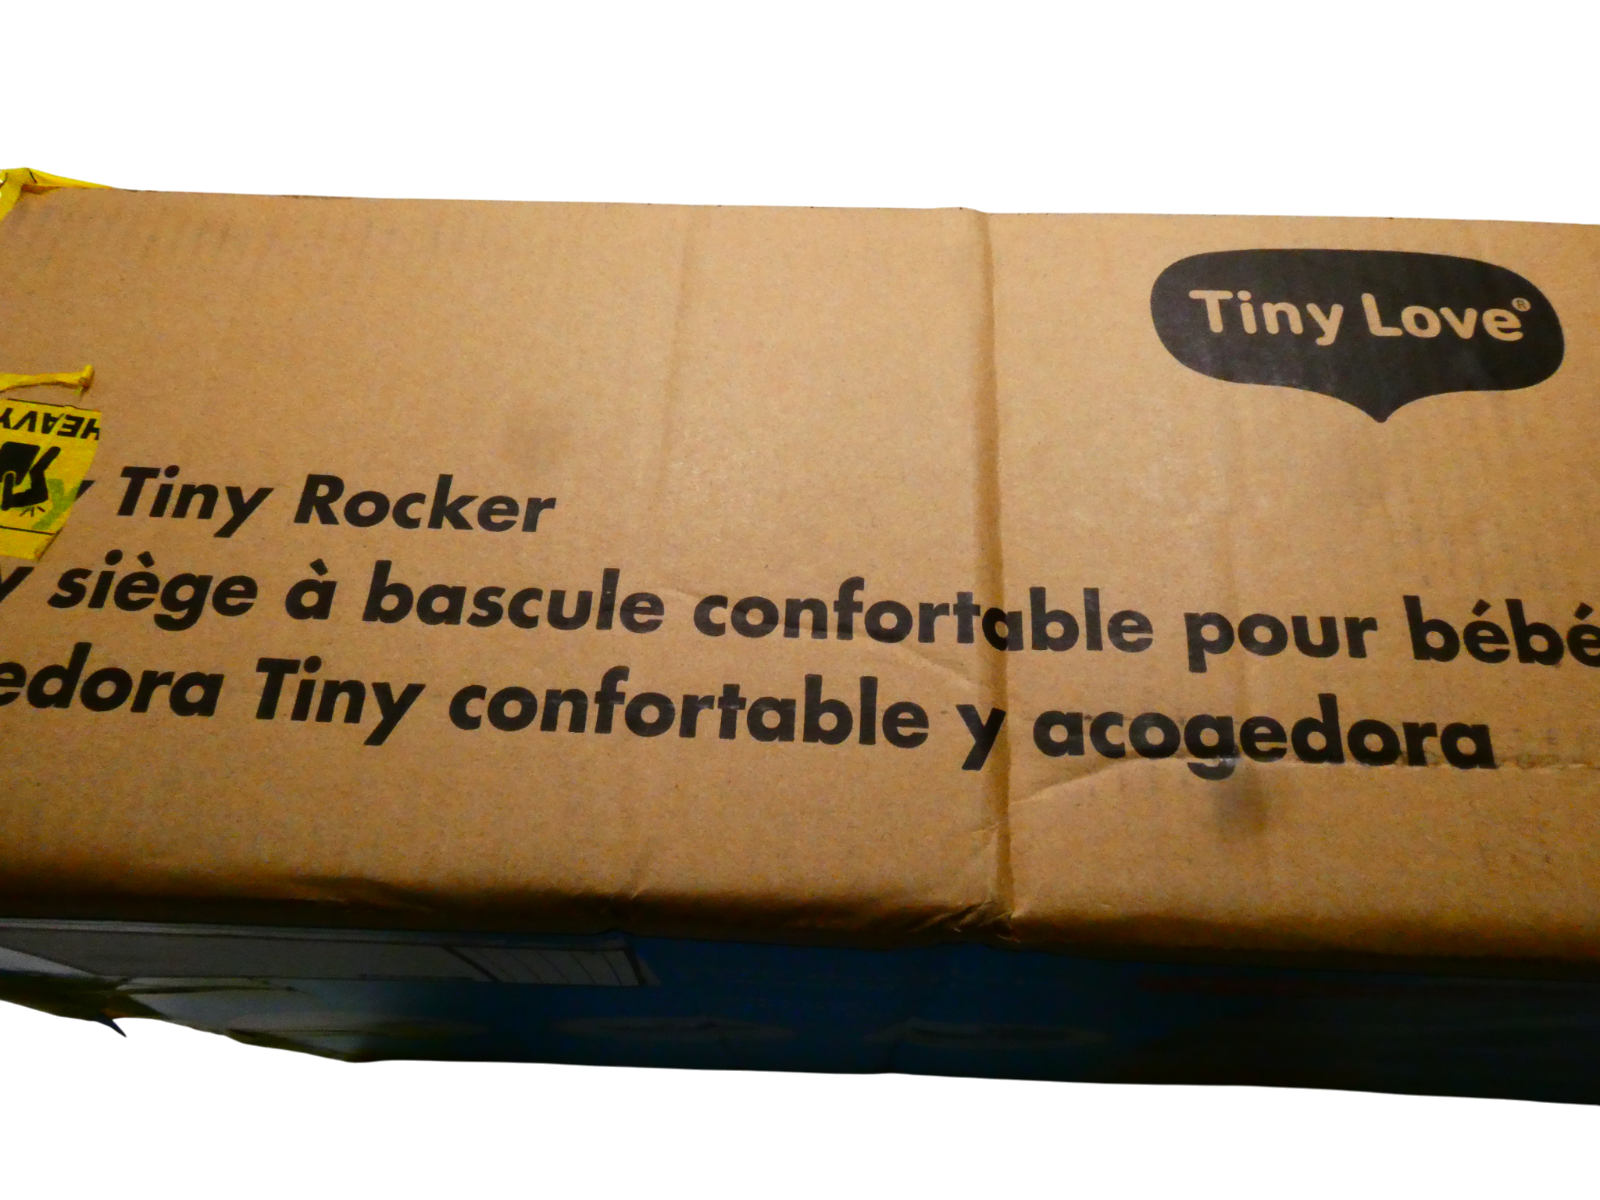 Tiny Love®
HEAVY
y Tiny Rocker
y siège à bascule confortable pour bébé
edora Tiny confortable y acogedora